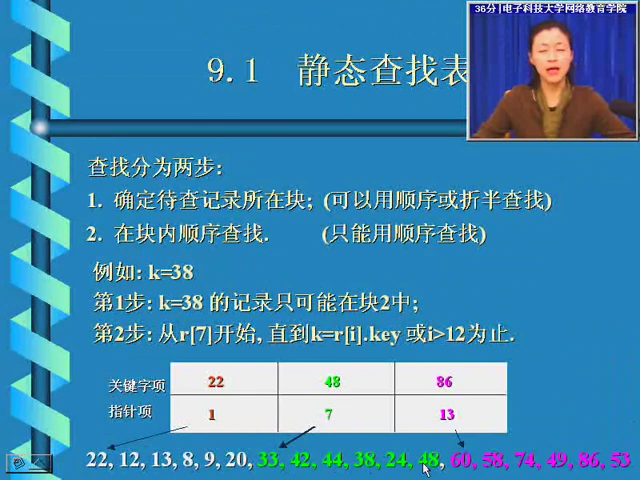 36分|电子科技大学网络教育学院
9.1 静态查找表
查找分为两步:
1. 确定待查记录所在块; (可以用顺序或折半查找)
2. 在块内顺序查找. (只能用顺序查找)
例如: k=38
第1步: k=38 的记录只可能在块2中;
第2步: 从r[7]开始, 直到k=r[i].key 或i>12为止.
关键字项 22 48 86
指针项 1 7 13
22, 12, 13, 8, 9, 20, 33, 42, 44, 38, 24, 48, 60, 58, 74, 49, 86, 53